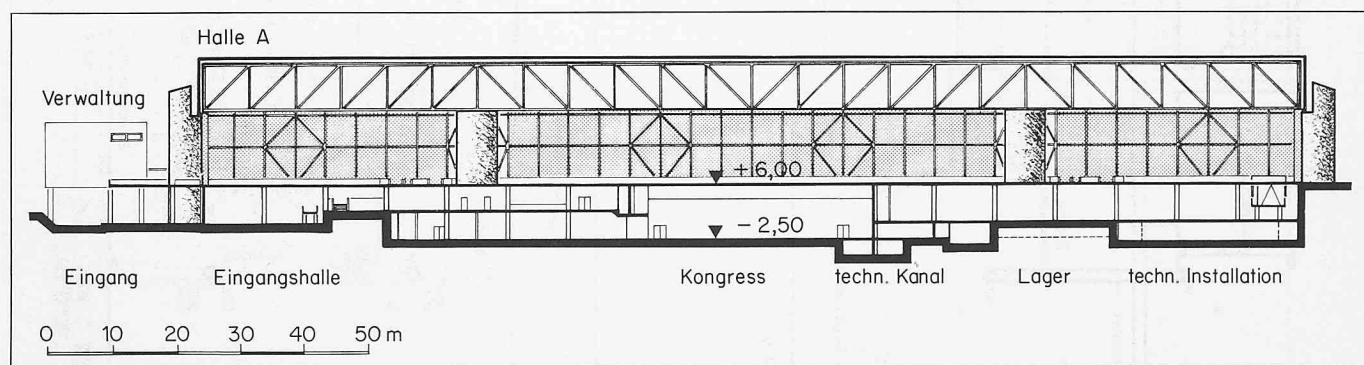 Halle A
Verwaltung
+6,00
− 2,50
Eingang Eingangshalle Kongress techn. Kanal Lager techn. Installation
0 10 20 30 40 50 m